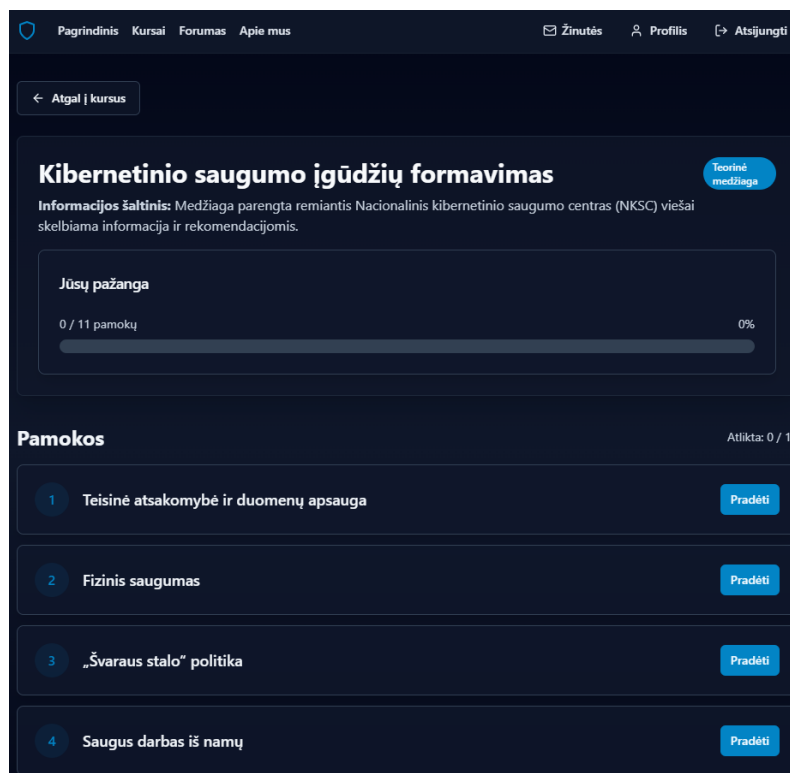 Pagrindinis Kursai Forumas Apie mus Žinutės Profilis Atsijungti
Atgal į kursus
Kibernetinio saugumo įgūdžių formavimas
Teorinė
medžiaga
Informacijos šaltinis: Medžiaga parengta remiantis Nacionalinis kibernetinio saugumo centras (NKSC) viešai
skelbiama informacija ir rekomendacijomis.
Jūsų pažanga
0 / 11 pamokų 0%
Pamokos Atlikta: 0 / 1
1 Teisinė atsakomybė ir duomenų apsauga Pradėti
2 Fizinis saugumas Pradėti
3 „Švaraus stalo“ politika Pradėti
4 Saugus darbas iš namų Pradėti